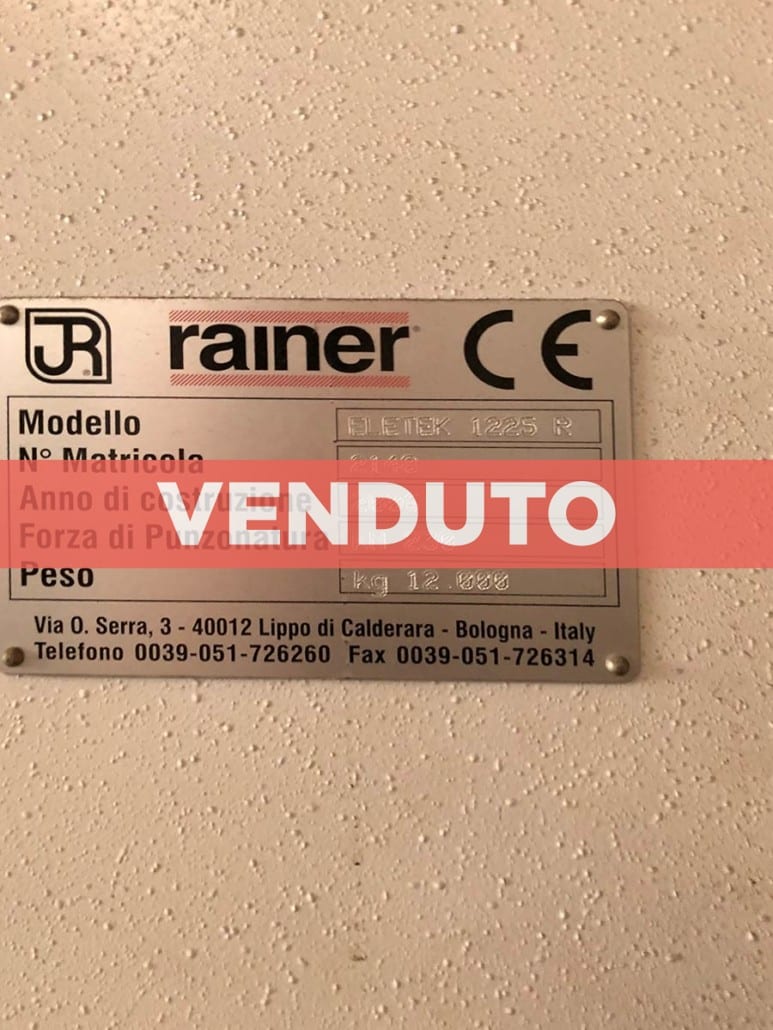 JR rainer® CE
Modello ELETEK 1225 R
N° Matricola
Anno di costruzione
VENDUTO
Forza di Punzonatura
Peso kg 12.000
Via O. Serra, 3 - 40012 Lippo di Calderara - Bologna - Italy
Telefono 0039-051-726260 Fax 0039-051-726314